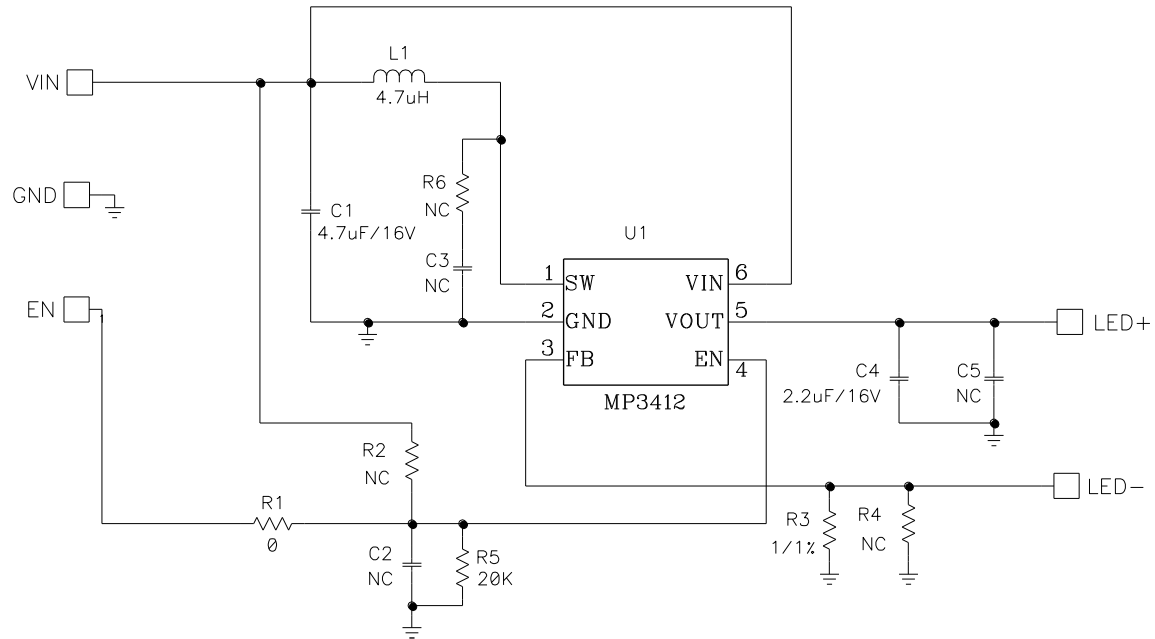 L1
VIN
4.7uH
R6
NC
GND
C1
4.7uF/16V
U1
C3
NC
1
SW
VIN
6
EN
2
GND
VOUT
5
LED+
3
FB
EN
4
C4
2.2uF/16V
C5
NC
MP3412
R2
NC
LED-
R1
0
R3
1/1%
R4
NC
C2
NC
R5
20K